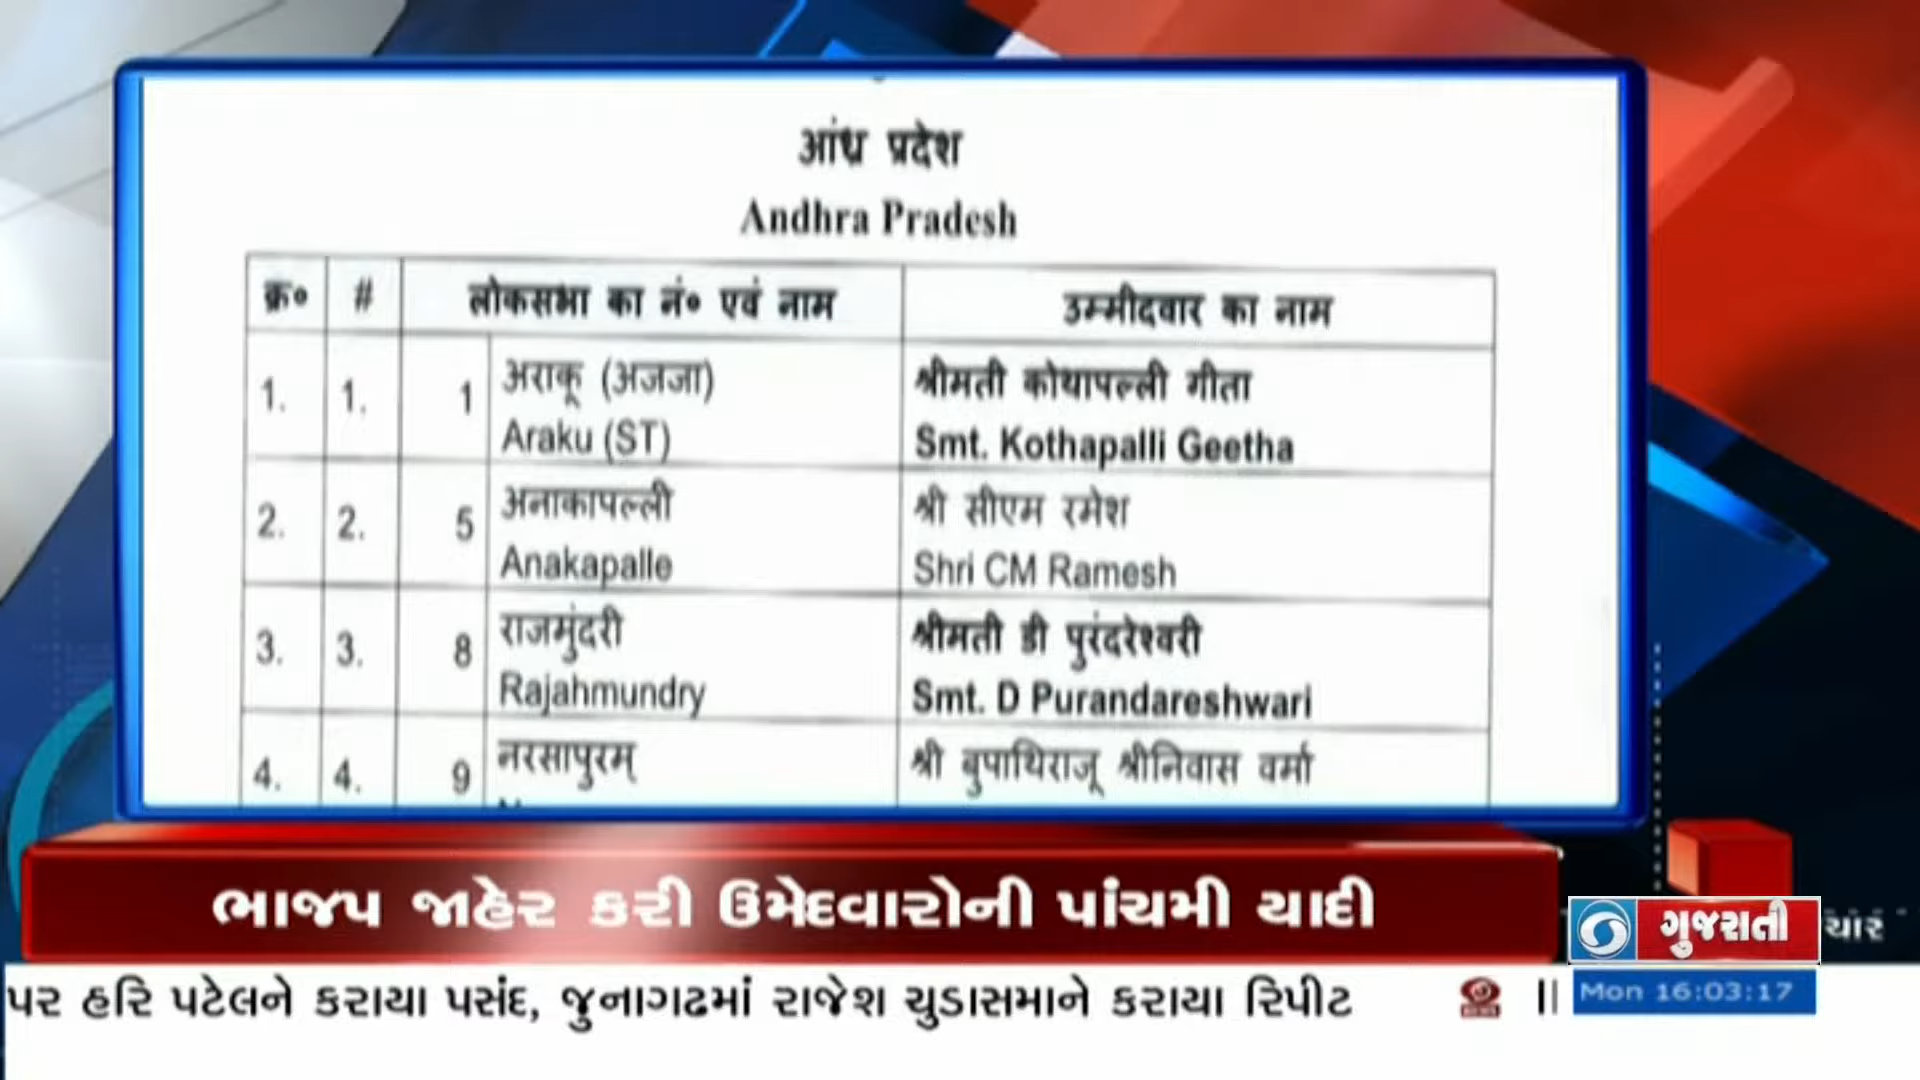 आंध्र प्रदेश
Andhra Pradesh
क्र० # लोकसभा का नं० एवं नाम उम्मीदवार का नाम
1. 1. 1 अराकू (अजजा) श्रीमती कोथापल्ली गीता
Araku (ST) Smt. Kothapalli Geetha
2. 2. 5 अनाकापल्ली श्री सीएम रमेश
Anakapalle Shri CM Ramesh
3. 3. 8 राजमुंदरी श्रीमती डी पुरंदरेश्वरी
Rajahmundry Smt. D Purandareshwari
4. 4. 9 नरसापुरम् श्री बुपाथिराजू श्रीनिवास वर्मा
ભાજપ જાહેર કરી ઉમેદવારોની પાંચમી યાદી
ગુજરાતી
ચાર
પર હરિ પટેલને કરાયા પસંદ, જુનાગઢમાં રાજેશ ચુડાસમાને કરાયા રિપીટ
NEWS ||
Mon 16:03:17